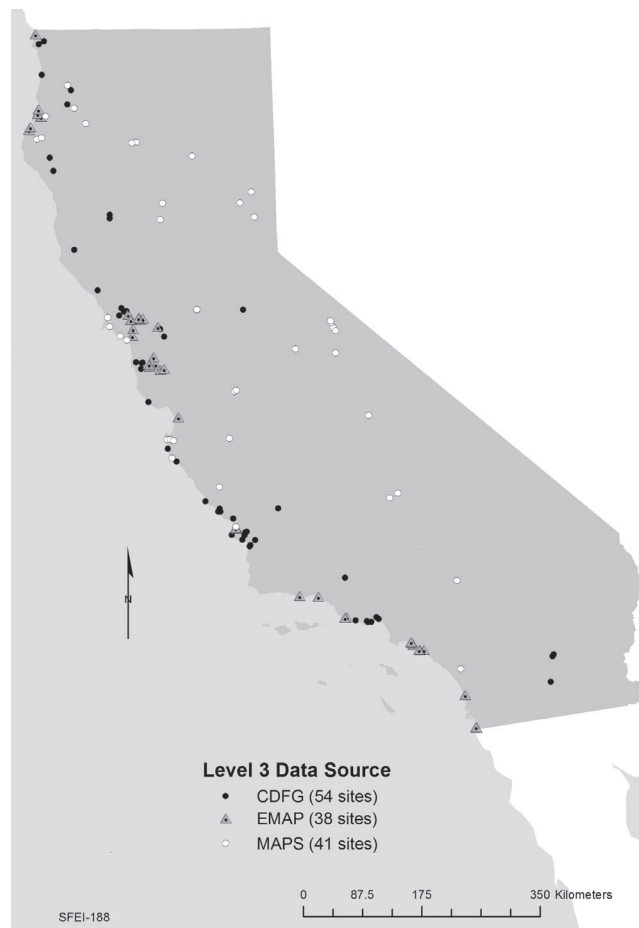 N
Level 3 Data Source
CDFG (54 sites)
EMAP (38 sites)
MAPS (41 sites)
0 87.5 175 350 Kilometers
SFEI-188